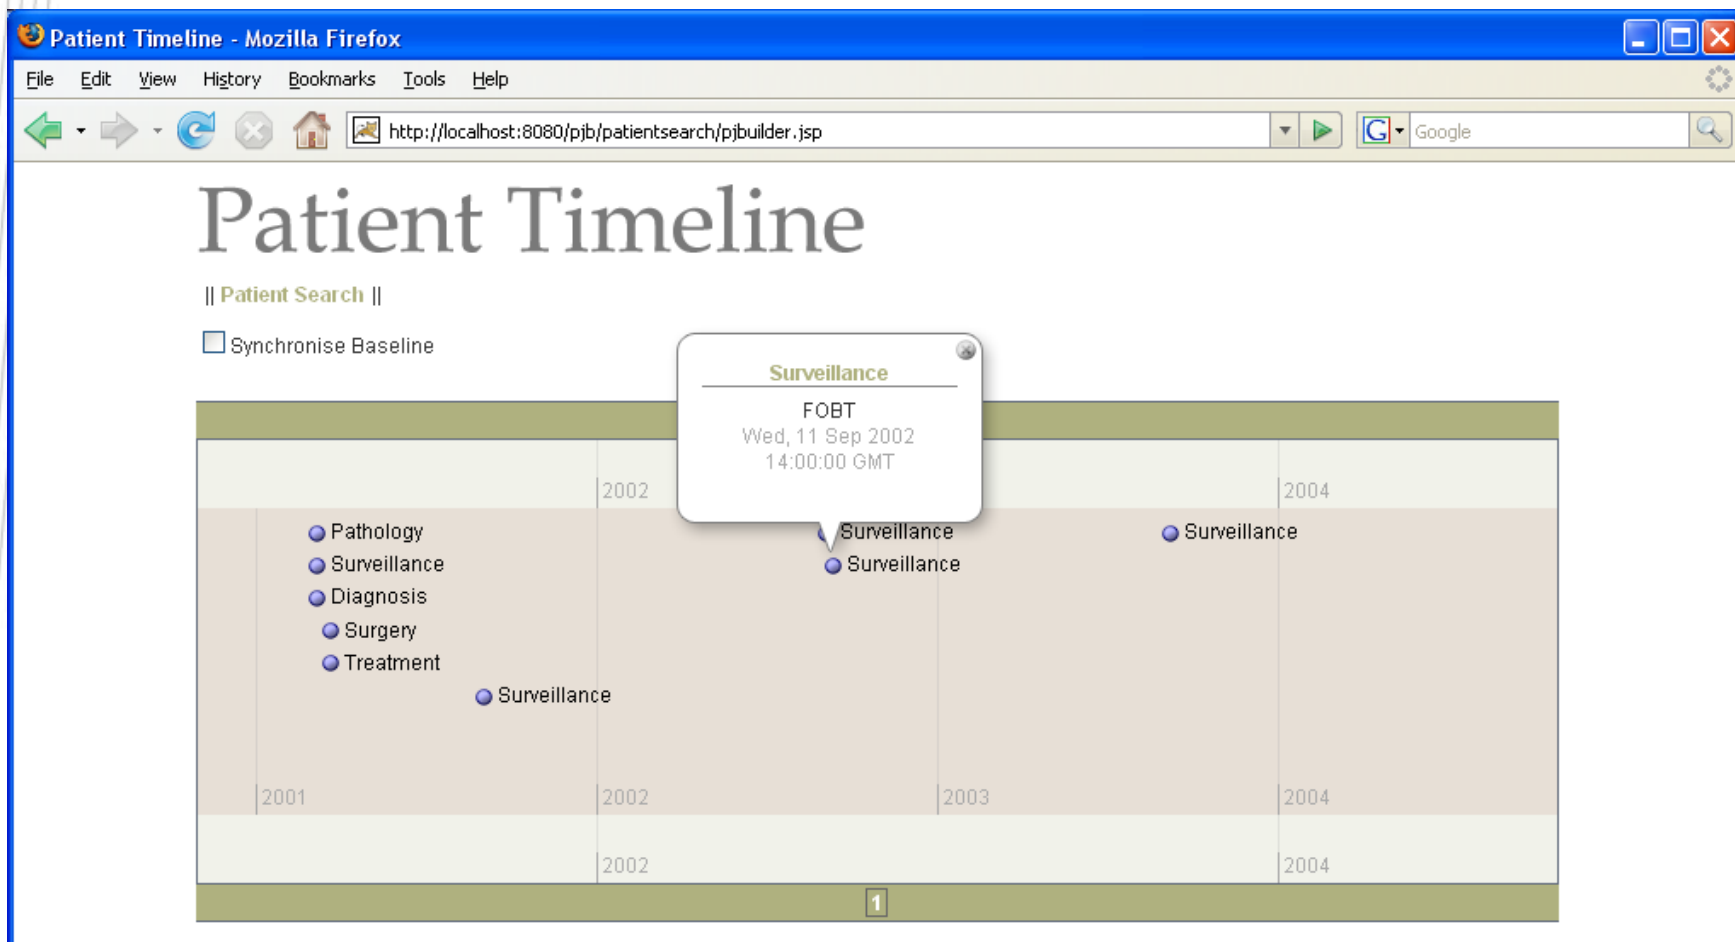 Patient Timeline - Mozilla Firefox
File Edit View History Bookmarks Tools Help
http://localhost:8080/pjb/patientsearch/pjbuilder.jsp
G Google
Patient Timeline
|| Patient Search ||
Synchronise Baseline
Surveillance
FOBT
Wed, 11 Sep 2002
14:00:00 GMT
2002 2004
Pathology Surveillance Surveillance
Surveillance Surveillance
Diagnosis
Surgery
Treatment
Surveillance
2001 2002 2003 2004
2002 2004
1